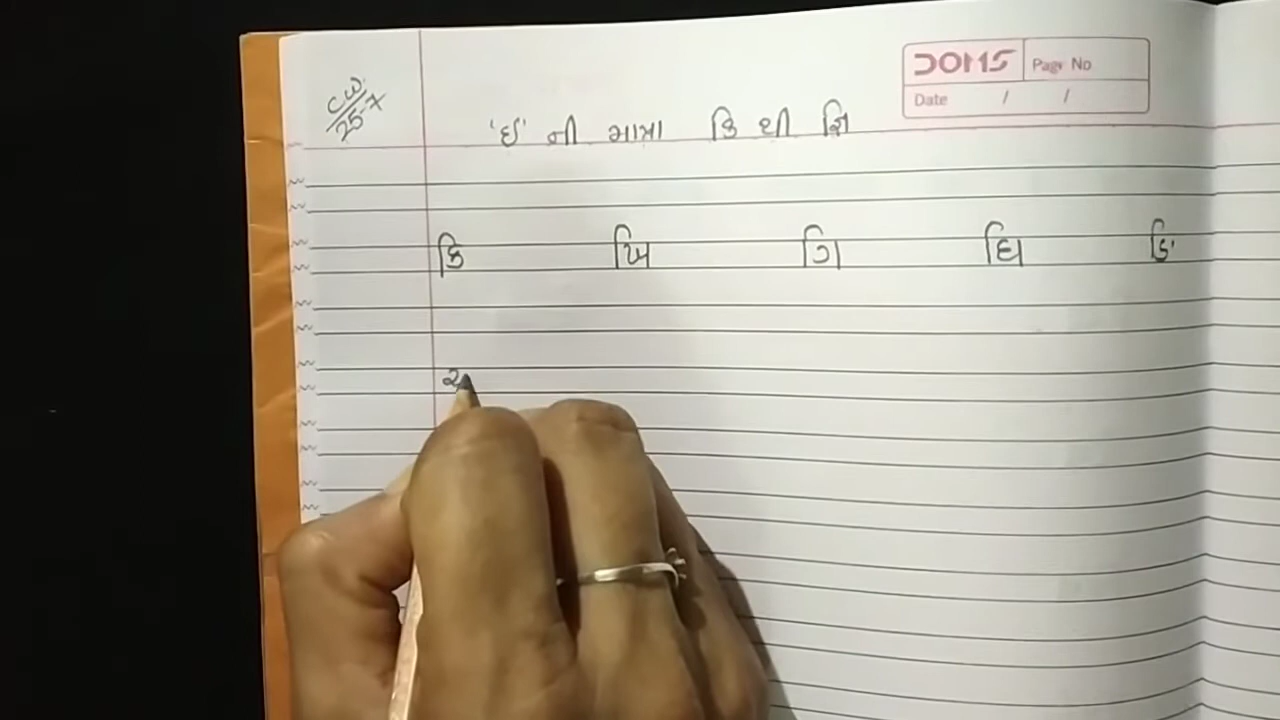 CW
25-7
DOMS Page No
Date / /
'ઇ' ની માત્રા કિ થી જ્ઞિ
કિ ખિ ગિ ઘિ ઙિ